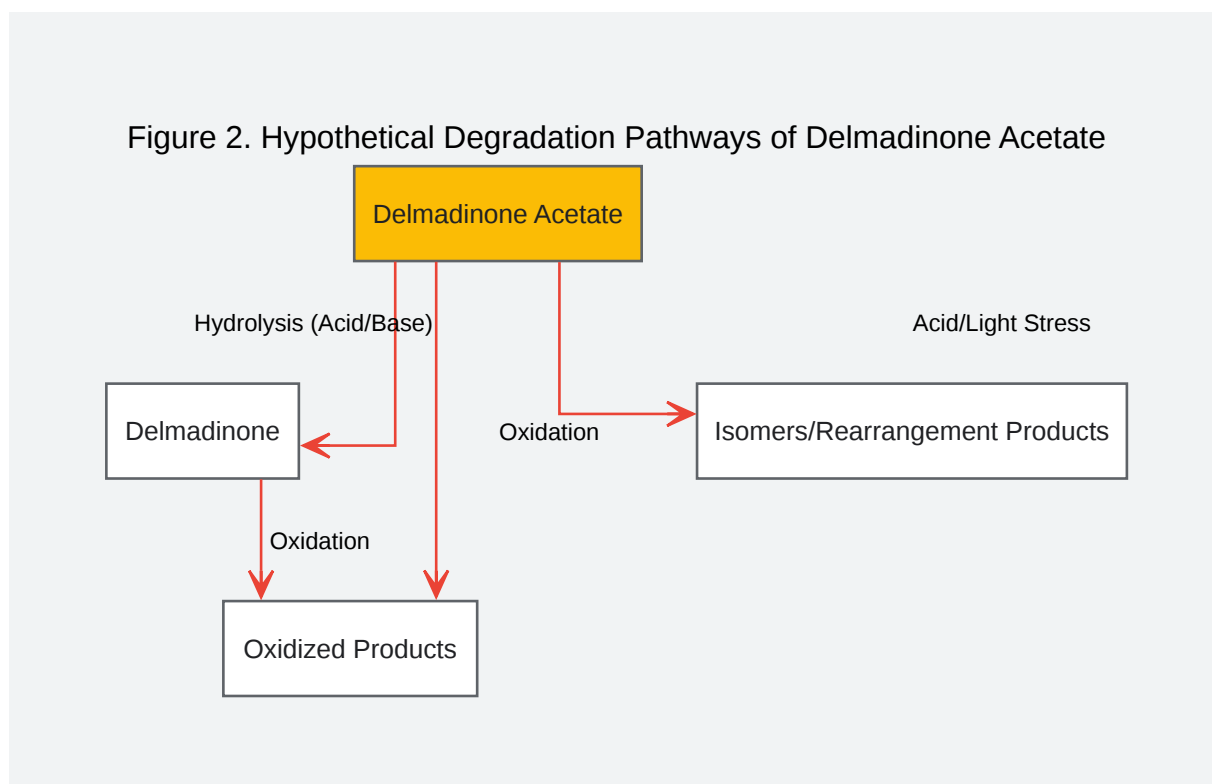 Figure 2. Hypothetical Degradation Pathways of Delmadinone Acetate
Delmadinone Acetate
Hydrolysis (Acid/Base)
Acid/Light Stress
Delmadinone
Oxidation
Isomers/Rearrangement Products
Oxidation
Oxidized Products